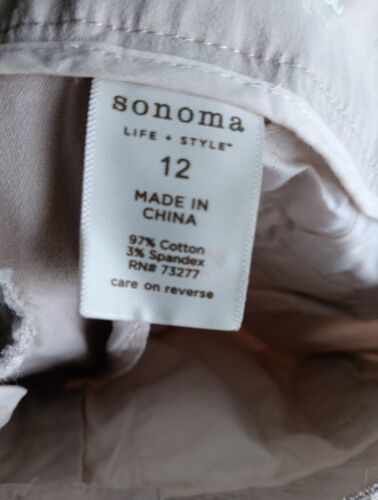 sonoma
LIFE + STYLE™
12
MADE IN
CHINA
97% Cotton
3% Spandex
RN# 73277
care on reverse